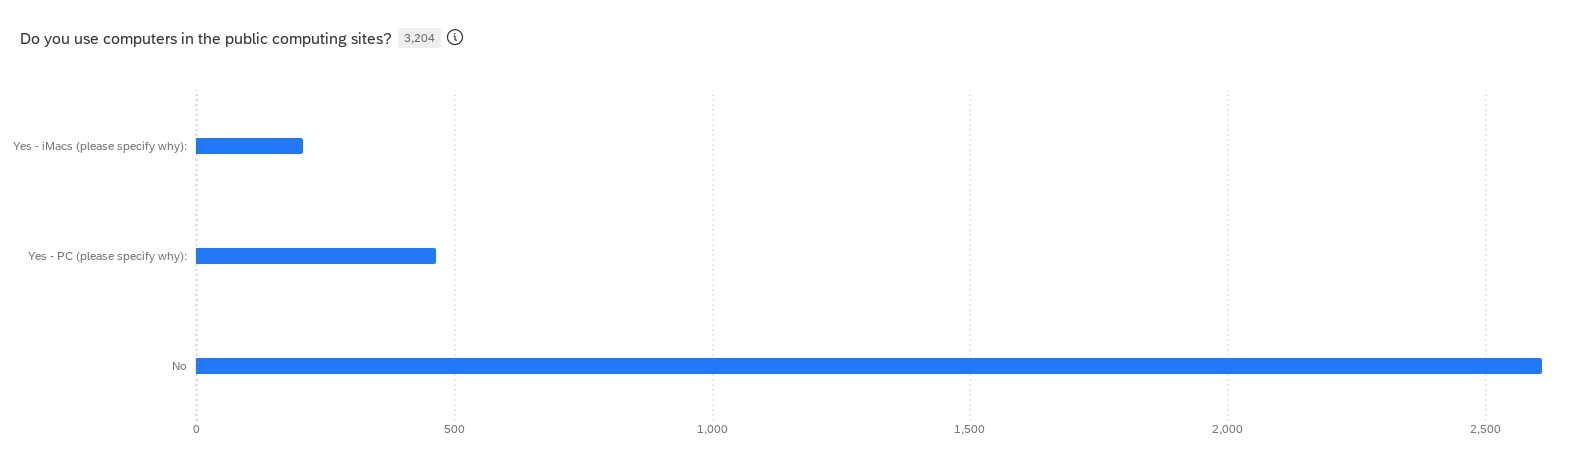 Do you use computers in the public computing sites? 3,204
Yes - iMacs (please specify why):
Yes - PC (please specify why):
No
0 500 1,000 1,500 2,000 2,500